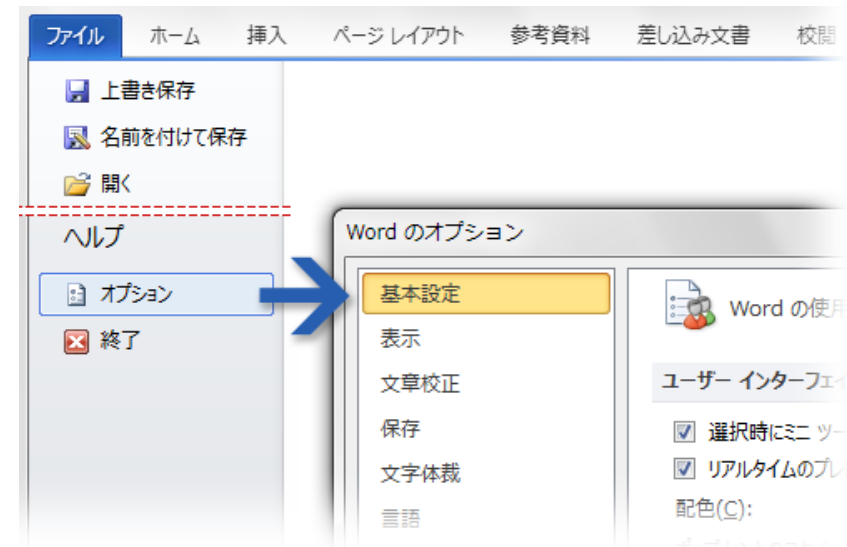 ファイル ホーム 挿入 ページ レイアウト 参考資料 差し込み文書 校閲
上書き保存
名前を付けて保存
開く
ヘルプ
オプション
終了
Word のオプション
基本設定
表示
文章校正
保存
文字体裁
言語
Word の使用
ユーザー インターフェイ
選択時にミニ ツー
リアルタイムのプレ
配色(C):